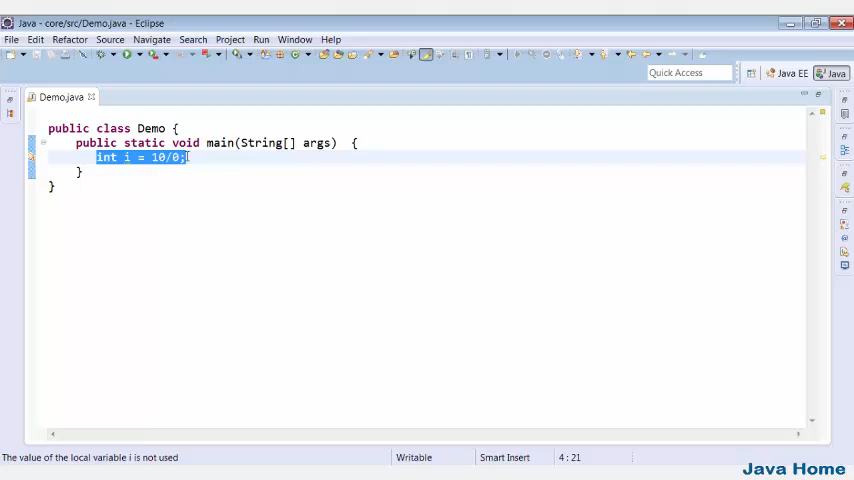 Java - core/src/Demo.java - Eclipse
File Edit Refactor Source Navigate Search Project Run Window Help
Quick Access
Java EE
Java
Demo.java
public class Demo {
public static void main(String[] args) {
int i = 10/0;
}
}
The value of the local variable i is not used
Writable
Smart Insert
4 : 21
Java Home